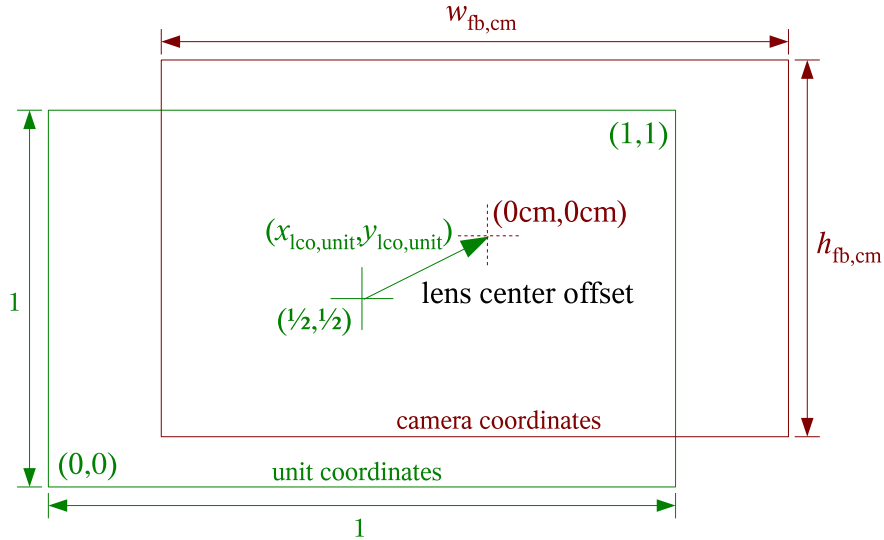 w_fb,cm
(1,1)
(0cm,0cm)
(x_lco,unit,y_lco,unit)
h_fb,cm
lens center offset
1
(½,½)
camera coordinates
(0,0)
unit coordinates
1